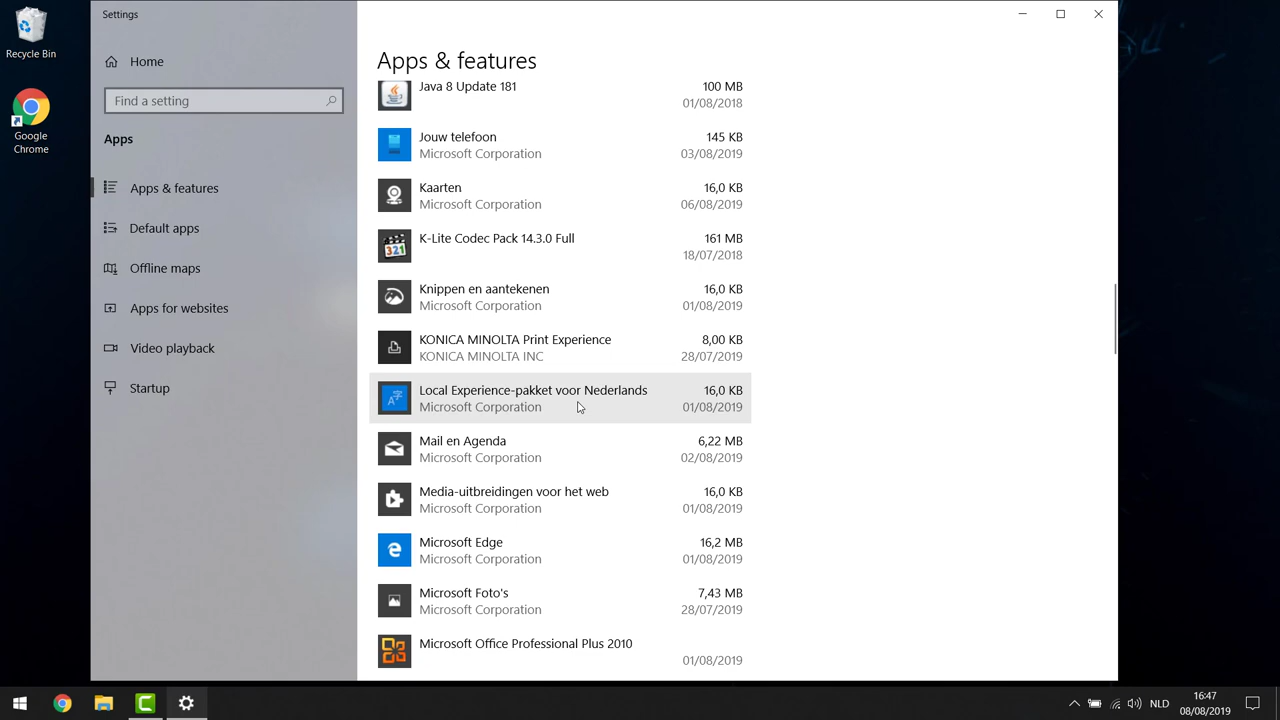 Recycle Bin
Google
Chrome
Settings
Home
Find a setting
Apps
Apps & features
Default apps
Offline maps
Apps for websites
Video playback
Startup
Apps & features
Java 8 Update 181
100 MB
01/08/2018
Jouw telefoon
145 KB
Microsoft Corporation
03/08/2019
Kaarten
16,0 KB
Microsoft Corporation
06/08/2019
K-Lite Codec Pack 14.3.0 Full
161 MB
18/07/2018
Knippen en aantekenen
16,0 KB
Microsoft Corporation
01/08/2019
KONICA MINOLTA Print Experience
8,00 KB
KONICA MINOLTA INC
28/07/2019
Local Experience-pakket voor Nederlands
16,0 KB
Microsoft Corporation
01/08/2019
Mail en Agenda
6,22 MB
Microsoft Corporation
02/08/2019
Media-uitbreidingen voor het web
16,0 KB
Microsoft Corporation
01/08/2019
Microsoft Edge
16,2 MB
Microsoft Corporation
01/08/2019
Microsoft Foto's
7,43 MB
Microsoft Corporation
28/07/2019
Microsoft Office Professional Plus 2010
01/08/2019
NLD
16:47
08/08/2019